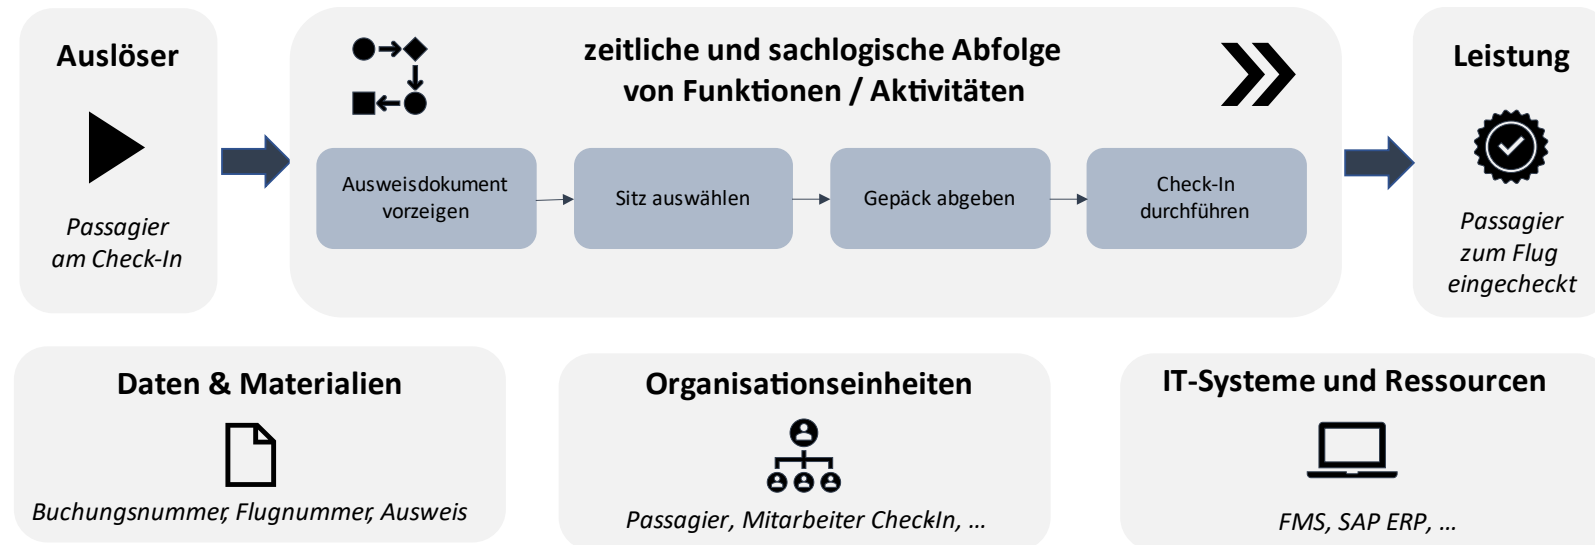 Auslöser
Passagier
am Check-In
zeitliche und sachlogische Abfolge
von Funktionen / Aktivitäten
Ausweisdokument
vorzeigen
Sitz auswählen
Gepäck abgeben
Check-In
durchführen
Leistung
Passagier
zum Flug
eingecheckt
Daten & Materialien
Buchungsnummer, Flugnummer, Ausweis
Organisationseinheiten
Passagier, Mitarbeiter Check-In, ...
IT-Systeme und Ressourcen
FMS, SAP ERP, ...